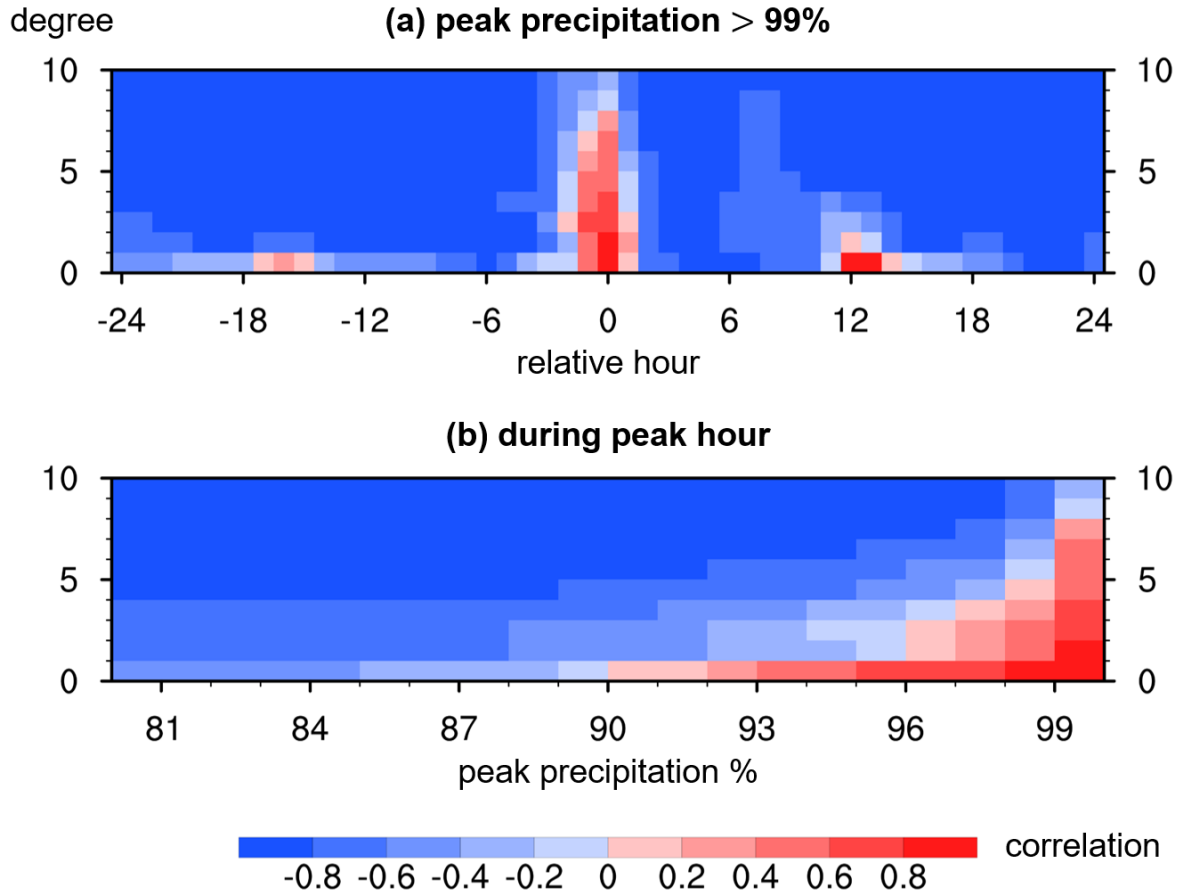 degree (a) peak precipitation > 99%
10 10
5 5
0 0
-24 -18 -12 -6 0 6 12 18 24
relative hour
(b) during peak hour
10 10
5 5
0 0
81 84 87 90 93 96 99
peak precipitation %
correlation
-0.8 -0.6 -0.4 -0.2 0 0.2 0.4 0.6 0.8